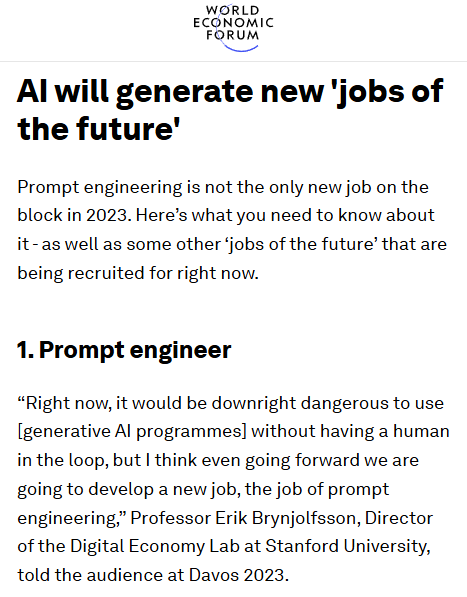 WORLD
ECONOMIC
FORUM
AI will generate new 'jobs of
the future'
Prompt engineering is not the only new job on the
block in 2023. Here’s what you need to know about
it - as well as some other ‘jobs of the future’ that are
being recruited for right now.
1. Prompt engineer
“Right now, it would be downright dangerous to use
[generative AI programmes] without having a human
in the loop, but I think even going forward we are
going to develop a new job, the job of prompt
engineering,” Professor Erik Brynjolfsson, Director
of the Digital Economy Lab at Stanford University,
told the audience at Davos 2023.